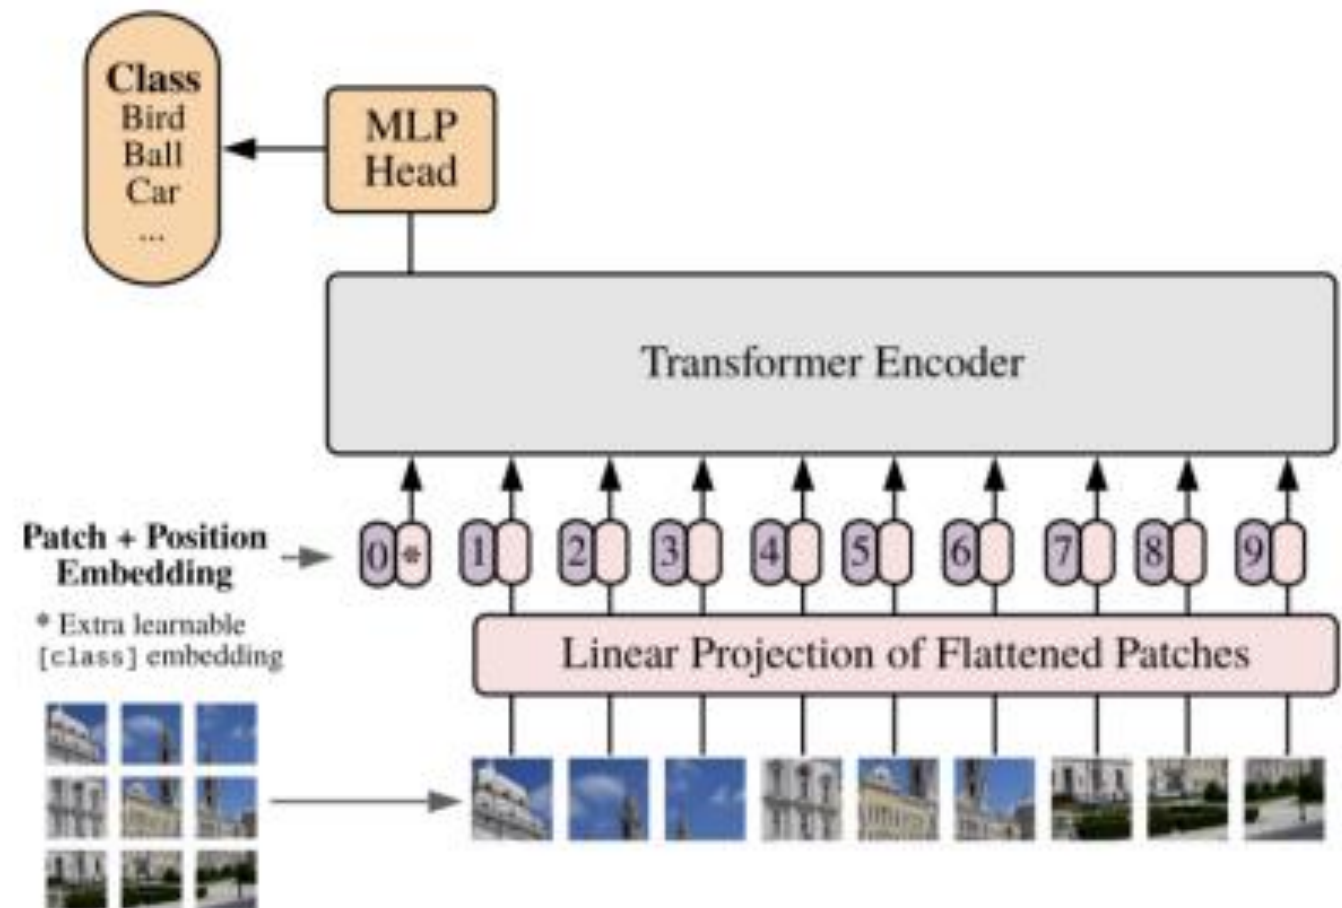 Class
Bird
Ball
Car
...
MLP
Head
Transformer Encoder
Patch + Position
Embedding
* Extra learnable
[class] embedding
0 * 1 2 3 4 5 6 7 8 9
Linear Projection of Flattened Patches